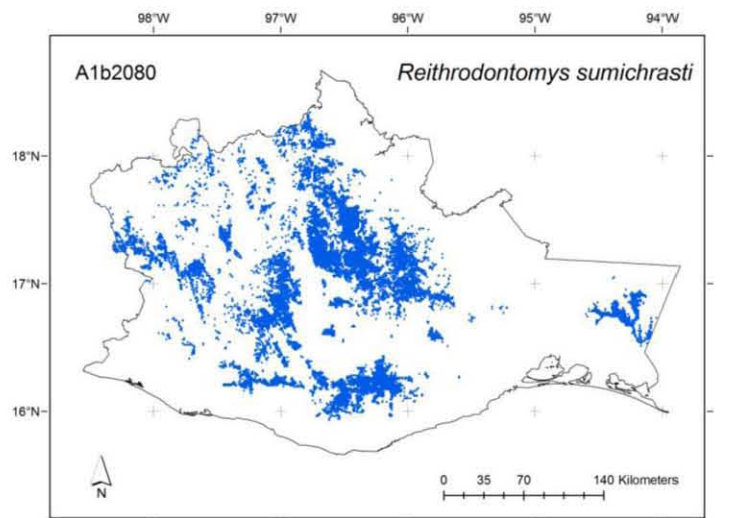 98°W 97°W 96°W 95°W 94°W
A1b2080 Reithrodontomys sumichrasti
18°N
17°N
16°N
N
0 35 70 140 Kilometers